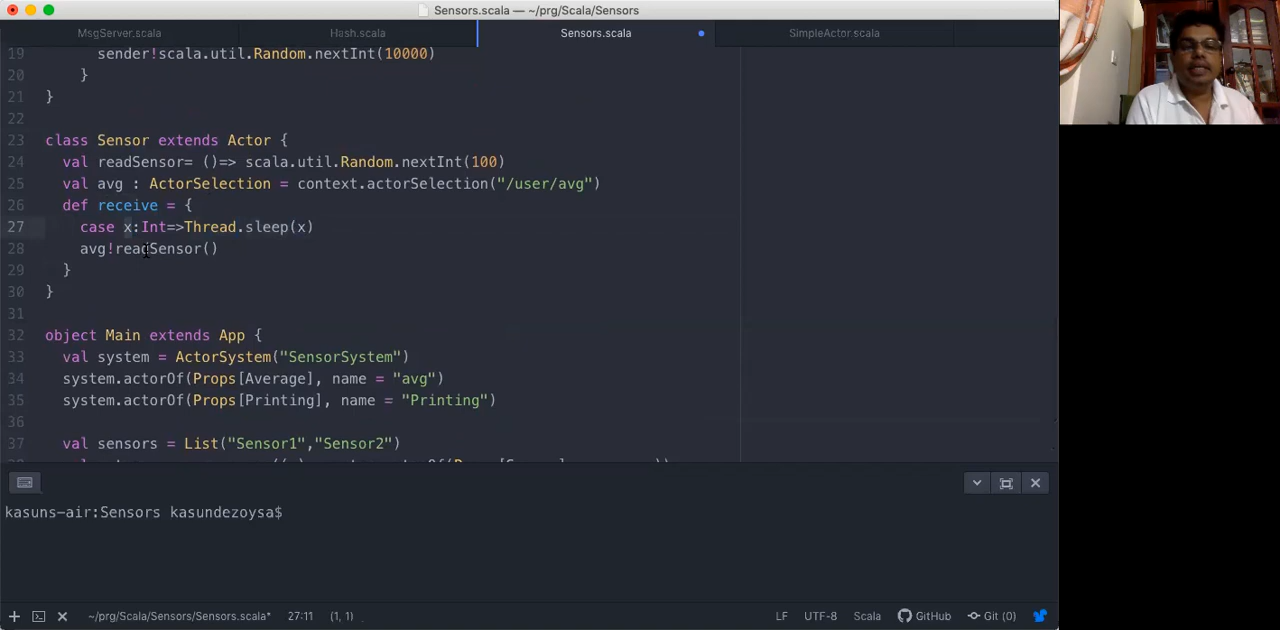 Sensors.scala — ~/prg/Scala/Sensors
MsgServer.scala
Hash.scala
Sensors.scala
SimpleActor.scala
19 sender!scala.util.Random.nextInt(10000)
20 }
21 }
22
23 class Sensor extends Actor {
24 val readSensor= ()=> scala.util.Random.nextInt(100)
25 val avg : ActorSelection = context.actorSelection("/user/avg")
26 def receive = {
27 case x:Int=>Thread.sleep(x)
28 avg!readSensor()
29 }
30 }
31
32 object Main extends App {
33 val system = ActorSystem("SensorSystem")
34 system.actorOf(Props[Average], name = "avg")
35 system.actorOf(Props[Printing], name = "Printing")
36
37 val sensors = List("Sensor1","Sensor2")
kasuns-air:Sensors kasundezoysa$
~/prg/Scala/Sensors/Sensors.scala* 27:11 (1, 1) LF UTF-8 Scala GitHub Git (0)